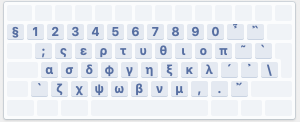 § 1 2 3 4 5 6 7 8 9 0
; ς ε ρ τ υ θ ι ο π ~ `
α σ δ φ γ η ξ κ λ ΄ ᾿ \
` ζ χ ψ ω β ν μ , .